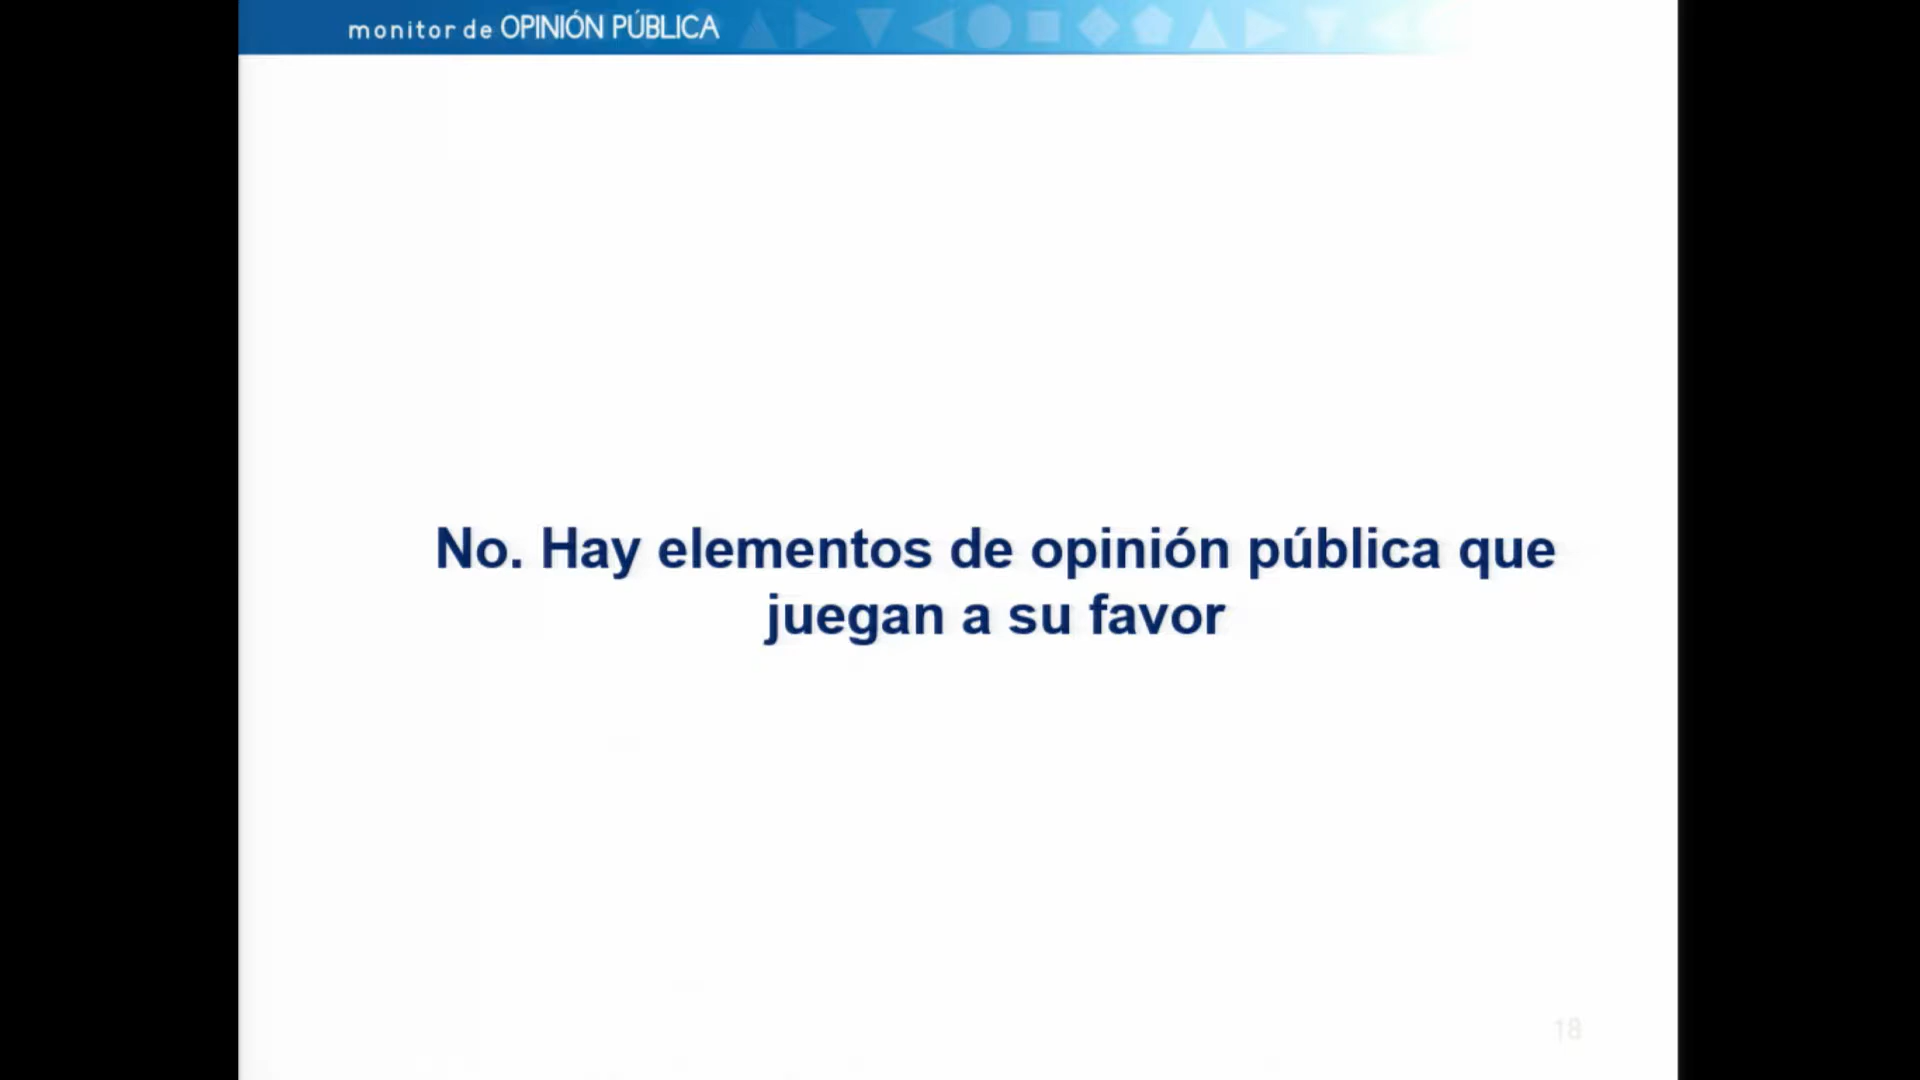 monitor de OPINIÓN PÚBLICA
No. Hay elementos de opinión pública que
juegan a su favor
18